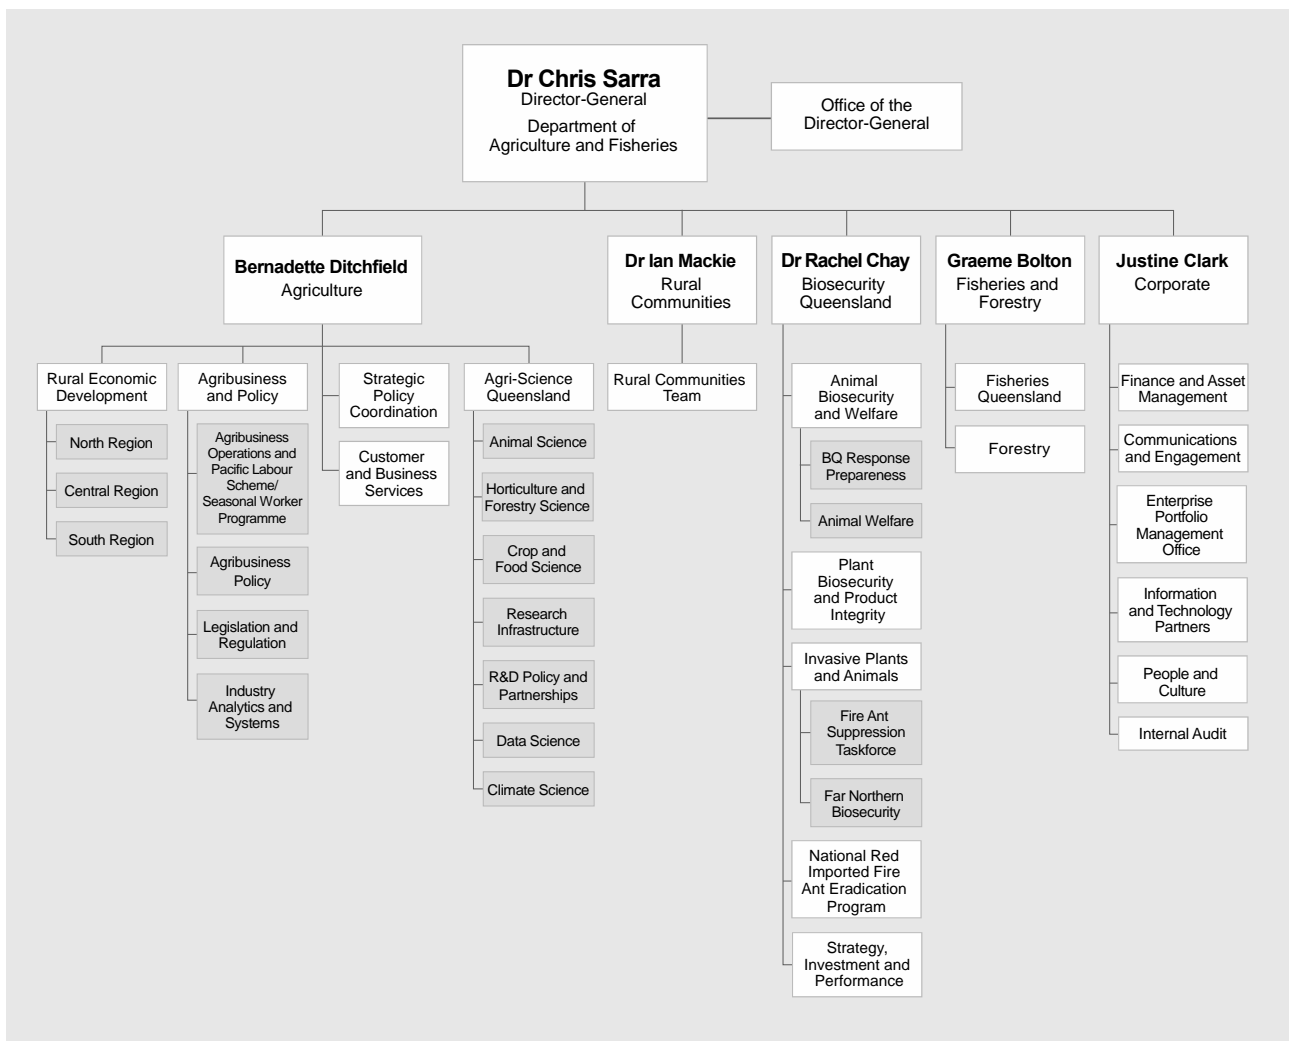 Dr Chris Sarra
Director-General
Department of
Agriculture and Fisheries
Office of the
Director-General
Bernadette Ditchfield
Agriculture
Dr Ian Mackie
Rural
Communities
Dr Rachel Chay
Biosecurity
Queensland
Graeme Bolton
Fisheries and
Forestry
Justine Clark
Corporate
Rural Economic
Development
North Region
Central Region
South Region
Agribusiness
and Policy
Agribusiness
Operations and
Pacific Labour
Scheme/
Seasonal Worker
Programme
Agribusiness
Policy
Legislation and
Regulation
Industry
Analytics and
Systems
Strategic
Policy
Coordination
Customer
and Business
Services
Agri-Science
Queensland
Animal Science
Horticulture and
Forestry Science
Crop and
Food Science
Research
Infrastructure
R&D Policy and
Partnerships
Data Science
Climate Science
Rural Communities
Team
Animal
Biosecurity
and Welfare
BQ Response
Prepareness
Animal Welfare
Plant
Biosecurity
and Product
Integrity
Invasive Plants
and Animals
Fire Ant
Suppression
Taskforce
Far Northern
Biosecurity
National Red
Imported Fire
Ant Eradication
Program
Strategy,
Investment and
Performance
Fisheries
Queensland
Forestry
Finance and Asset
Management
Communications
and Engagement
Enterprise
Portfolio
Management
Office
Information
and Technology
Partners
People and
Culture
Internal Audit